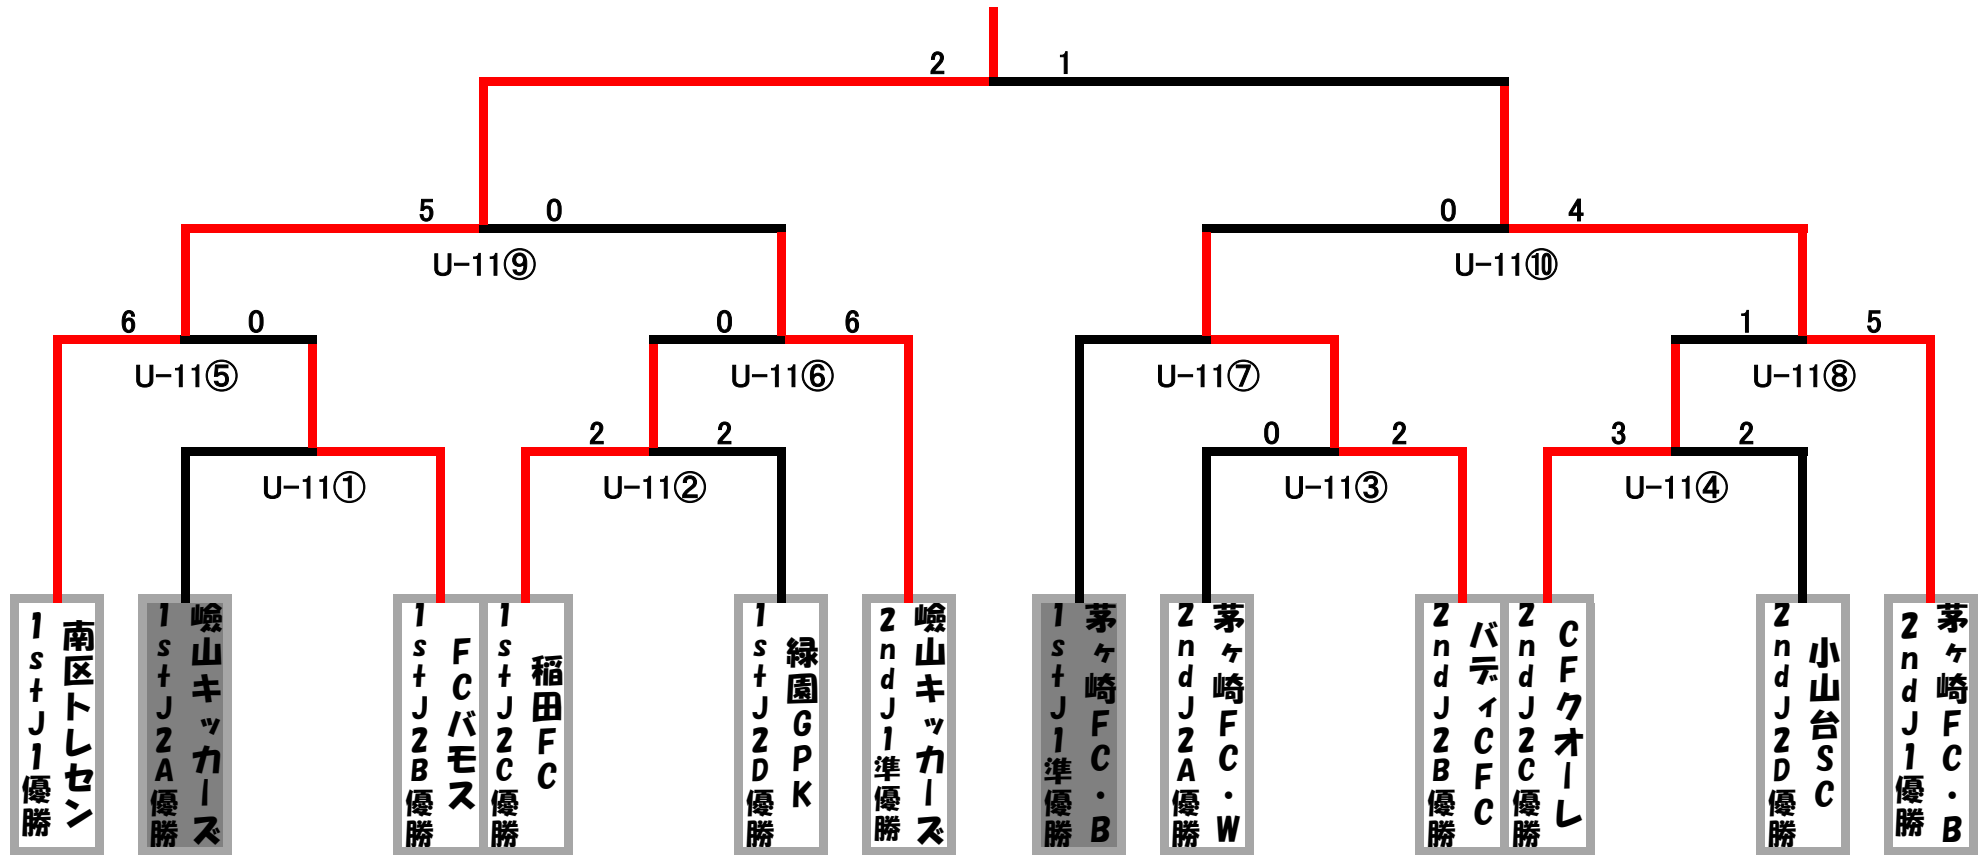 2 1
5 0 0 4
U-11⑨ U-11⑩
6 0 0 6 1 5
U-11⑤ U-11⑥ U-11⑦ U-11⑧
2 2 0 2 3 2
U-11① U-11② U-11③ U-11④
南区トレセン
1stJ1優勝
嶮山キッカーズ
1stJ2A優勝
FCバモス
1stJ2B優勝
稲田FC
1stJ2C優勝
緑園GPK
1stJ2D優勝
嶮山キッカーズ
2ndJ1準優勝
茅ヶ崎FC・B
1stJ1準優勝
茅ヶ崎FC・W
2ndJ2A優勝
バディCFC
2ndJ2B優勝
CFクオーレ
2ndJ2C優勝
小山台SC
2ndJ2D優勝
茅ヶ崎FC・B
2ndJ1優勝